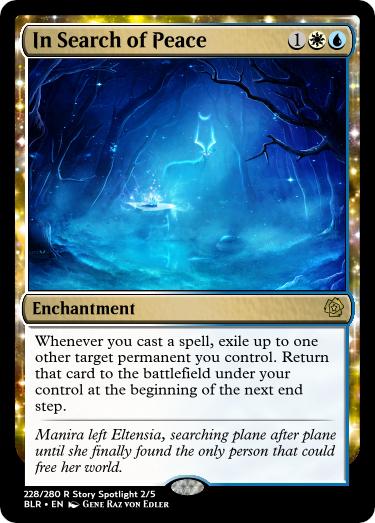 In Search of Peace 1
Enchantment
Whenever you cast a spell, exile up to one
other target permanent you control. Return
that card to the battlefield under your
control at the beginning of the next end
step.
Manira left Eltensia, searching plane after plane
until she finally found the only person that could
free her world.
228/280 R Story Spotlight 2/5
BLR • EN Gene Raz von Edler